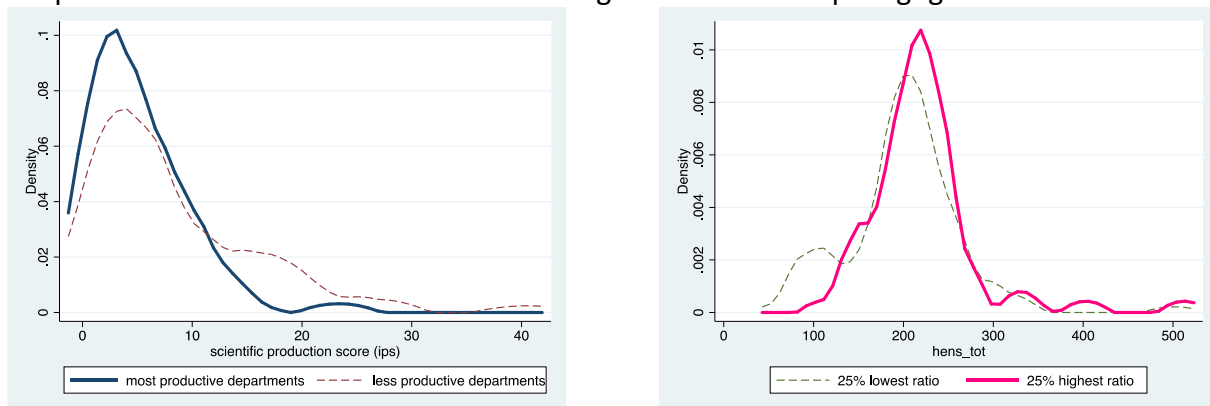 Density
.1
.08
.06
.04
.02
0
0 10 20 30 40
scientific production score (ips)
most productive departments less productive departments
Density
.01
.008
.006
.004
.002
0
0 100 200 300 400 500
hens_tot
25% lowest ratio 25% highest ratio